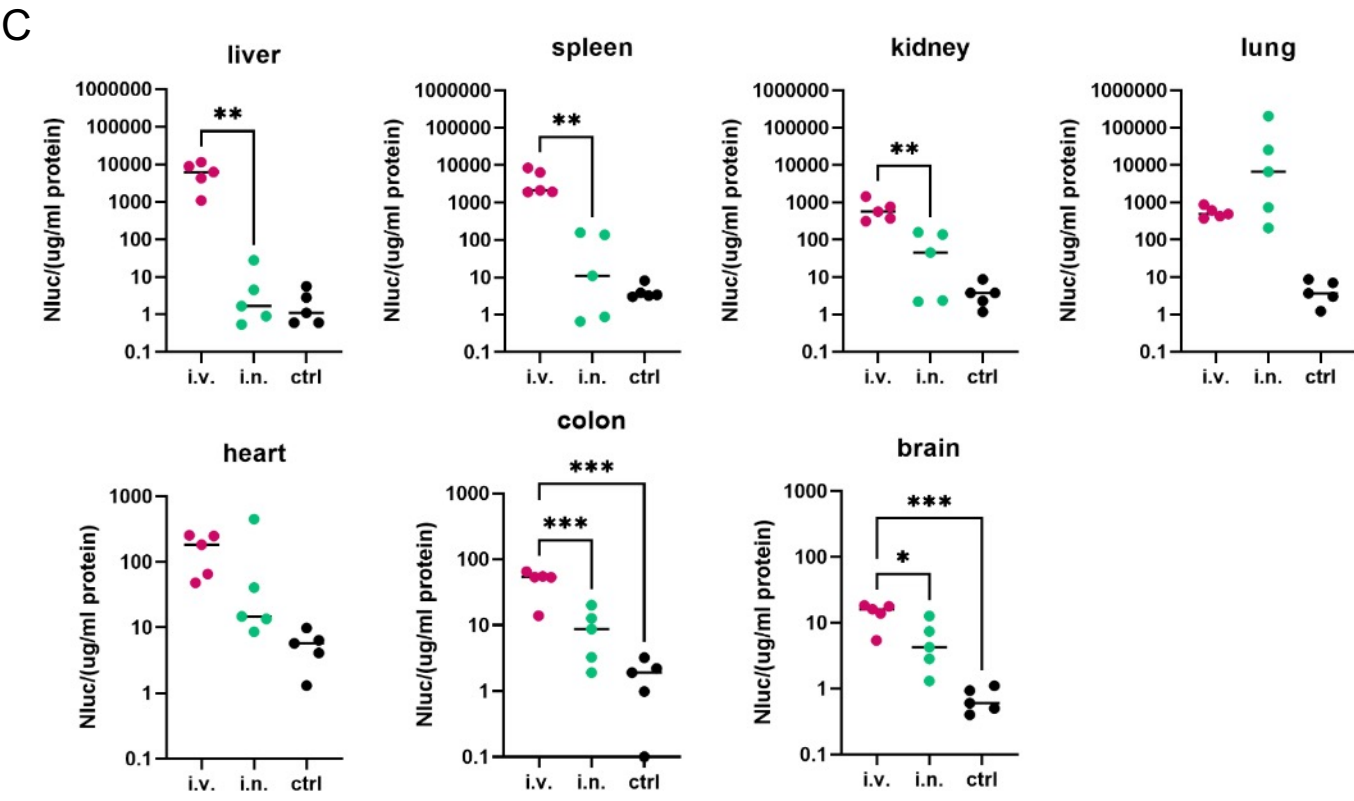 C
liver
spleen
kidney
lung
Nluc/(ug/ml protein)
1000000
100000
10000
1000
100
10
1
0.1
**
i.v. i.n. ctrl
Nluc/(ug/ml protein)
1000000
100000
10000
1000
100
10
1
0.1
**
i.v. i.n. ctrl
Nluc/(ug/ml protein)
1000000
100000
10000
1000
100
10
1
0.1
**
i.v. i.n. ctrl
Nluc/(ug/ml protein)
1000000
100000
10000
1000
100
10
1
0.1
i.v. i.n. ctrl
heart
colon
brain
Nluc/(ug/ml protein)
1000
100
10
1
0.1
i.v. i.n. ctrl
Nluc/(ug/ml protein)
1000
100
10
1
0.1
***
***
i.v. i.n. ctrl
Nluc/(ug/ml protein)
1000
100
10
1
0.1
***
*
i.v. i.n. ctrl